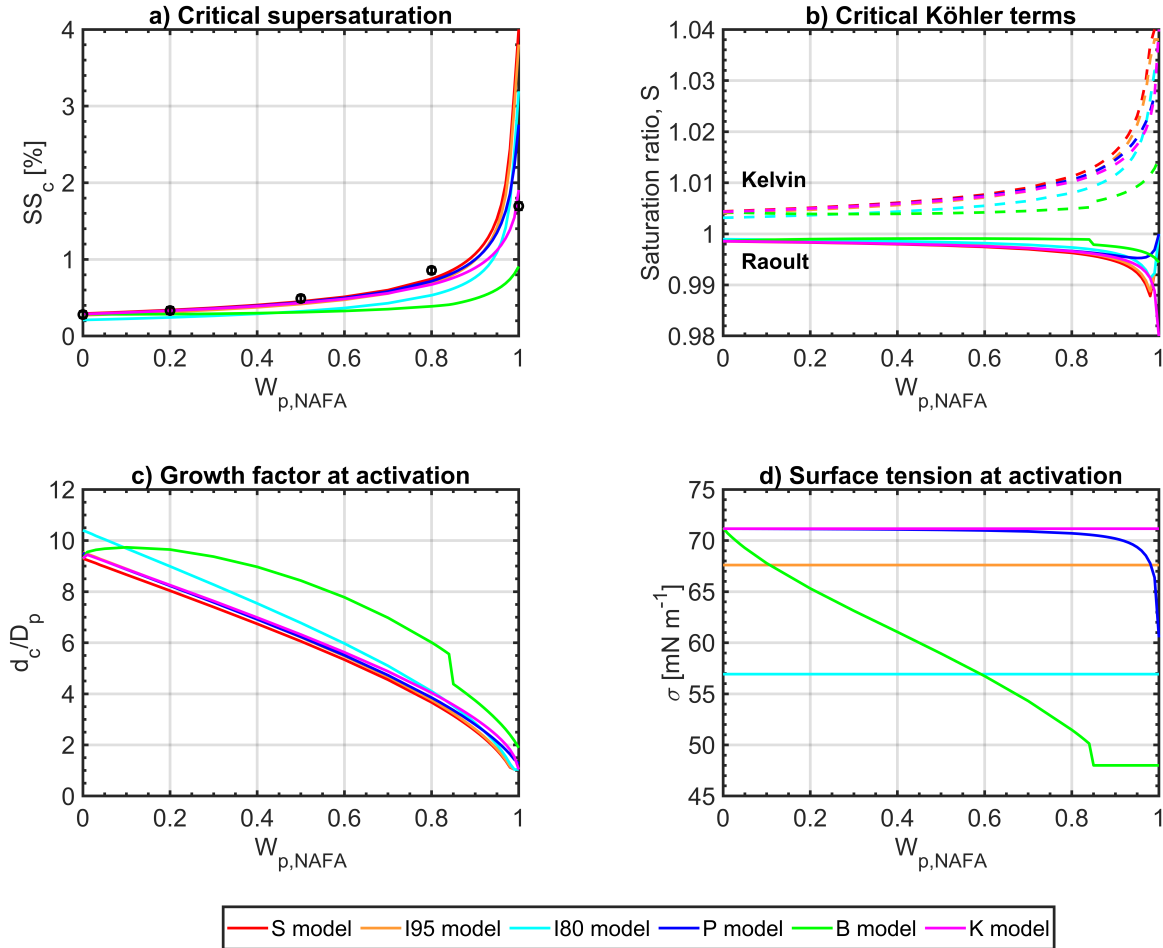 a) Critical supersaturation
4
3
2
1
0
SSc [%]
0 0.2 0.4 0.6 0.8 1
Wp,NAFA
b) Critical Köhler terms
1.04
1.03
1.02
1.01
1
0.99
0.98
Saturation ratio, S
Kelvin
Raoult
0 0.2 0.4 0.6 0.8 1
Wp,NAFA
c) Growth factor at activation
12
10
8
6
4
2
0
dc/Dp
0 0.2 0.4 0.6 0.8 1
Wp,NAFA
d) Surface tension at activation
75
70
65
60
55
50
45
σ [mN m-1]
0 0.2 0.4 0.6 0.8 1
Wp,NAFA
S model I95 model I80 model P model B model K model